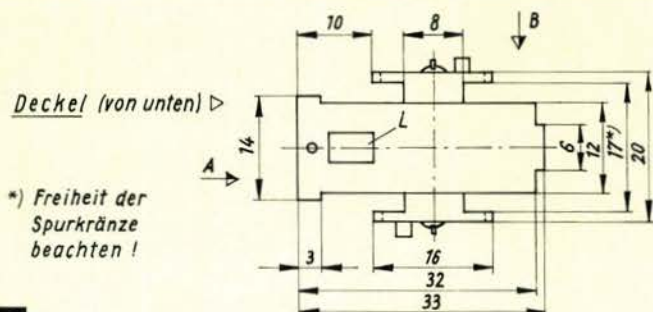 10
8
B
Deckel (von unten)
L
14
6
12
17*)
20
A
*) Freiheit der
Spurkränze
beachten !
3
16
32
33